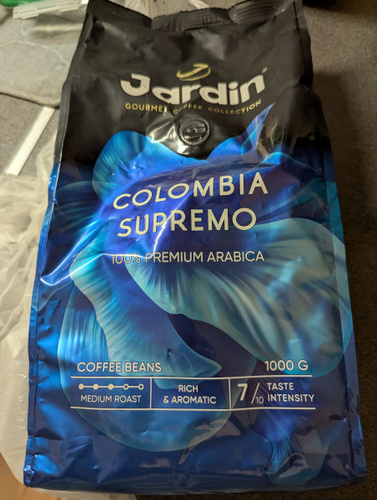 Jardin
GOURMET COFFEE COLLECTION
COLOMBIA
SUPREMO
100% PREMIUM ARABICA
COFFEE BEANS 1000 G
MEDIUM ROAST
RICH
& AROMATIC
7/10
TASTE
INTENSITY